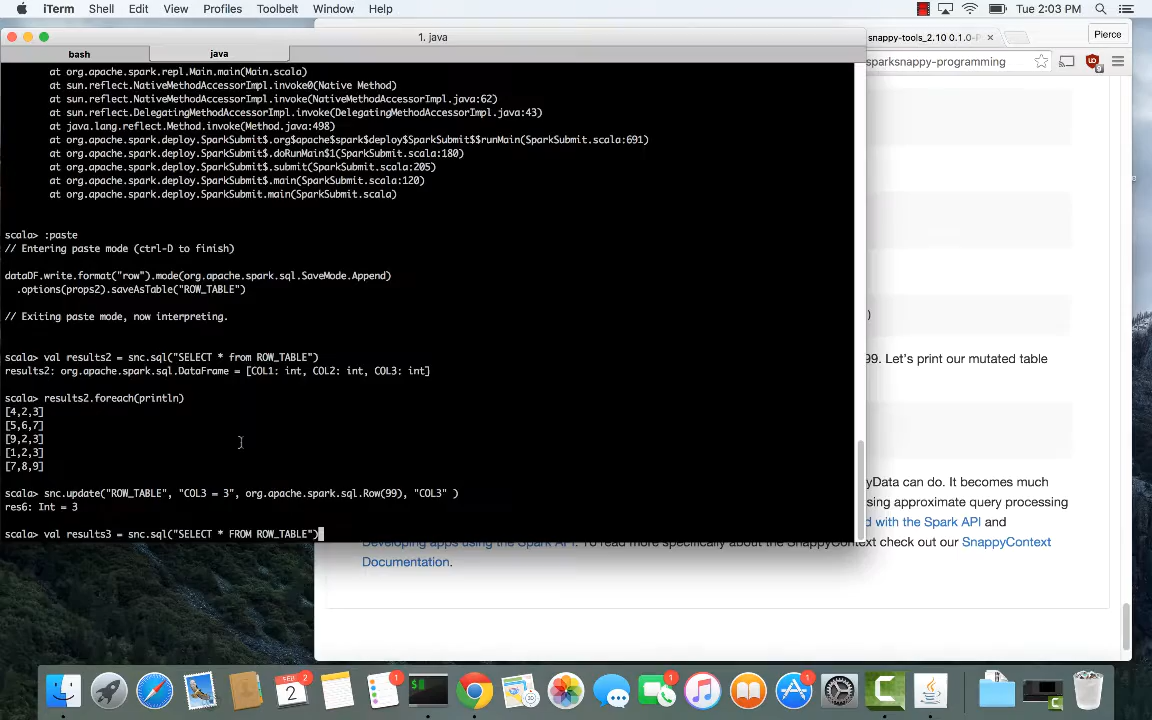 iTerm Shell Edit View Profiles Toolbelt Window Help Tue 2:03 PM
1. java
bash java
snappy-tools_2.10 0.1.0-
Pierce
sparksnappy-programming
at org.apache.spark.repl.Main.main(Main.scala)
at sun.reflect.NativeMethodAccessorImpl.invoke0(Native Method)
at sun.reflect.NativeMethodAccessorImpl.invoke(NativeMethodAccessorImpl.java:62)
at sun.reflect.DelegatingMethodAccessorImpl.invoke(DelegatingMethodAccessorImpl.java:43)
at java.lang.reflect.Method.invoke(Method.java:498)
at org.apache.spark.deploy.SparkSubmit$.org$apache$spark$deploy$SparkSubmit$$runMain(SparkSubmit.scala:691)
at org.apache.spark.deploy.SparkSubmit$.doRunMain$1(SparkSubmit.scala:180)
at org.apache.spark.deploy.SparkSubmit$.submit(SparkSubmit.scala:205)
at org.apache.spark.deploy.SparkSubmit$.main(SparkSubmit.scala:120)
at org.apache.spark.deploy.SparkSubmit.main(SparkSubmit.scala)
scala> :paste
// Entering paste mode (ctrl-D to finish)
dataDF.write.format("row").mode(org.apache.spark.sql.SaveMode.Append)
.options(props2).saveAsTable("ROW_TABLE")
// Exiting paste mode, now interpreting.
scala> val results2 = snc.sql("SELECT * from ROW_TABLE")
results2: org.apache.spark.sql.DataFrame = [COL1: int, COL2: int, COL3: int]
scala> results2.foreach(println)
[4,2,3]
[5,6,7]
[9,2,3]
[1,2,3]
[7,8,9]
scala> snc.update("ROW_TABLE", "COL3 = 3", org.apache.spark.sql.Row(99), "COL3" )
res6: Int = 3
scala> val results3 = snc.sql("SELECT * FROM ROW_TABLE")
)
99. Let's print our mutated table
yData can do. It becomes much
sing approximate query processing
d with the Spark API and
Developing apps using the Spark API. To read more specifically about the SnappyContext check out our SnappyContext
Documentation.